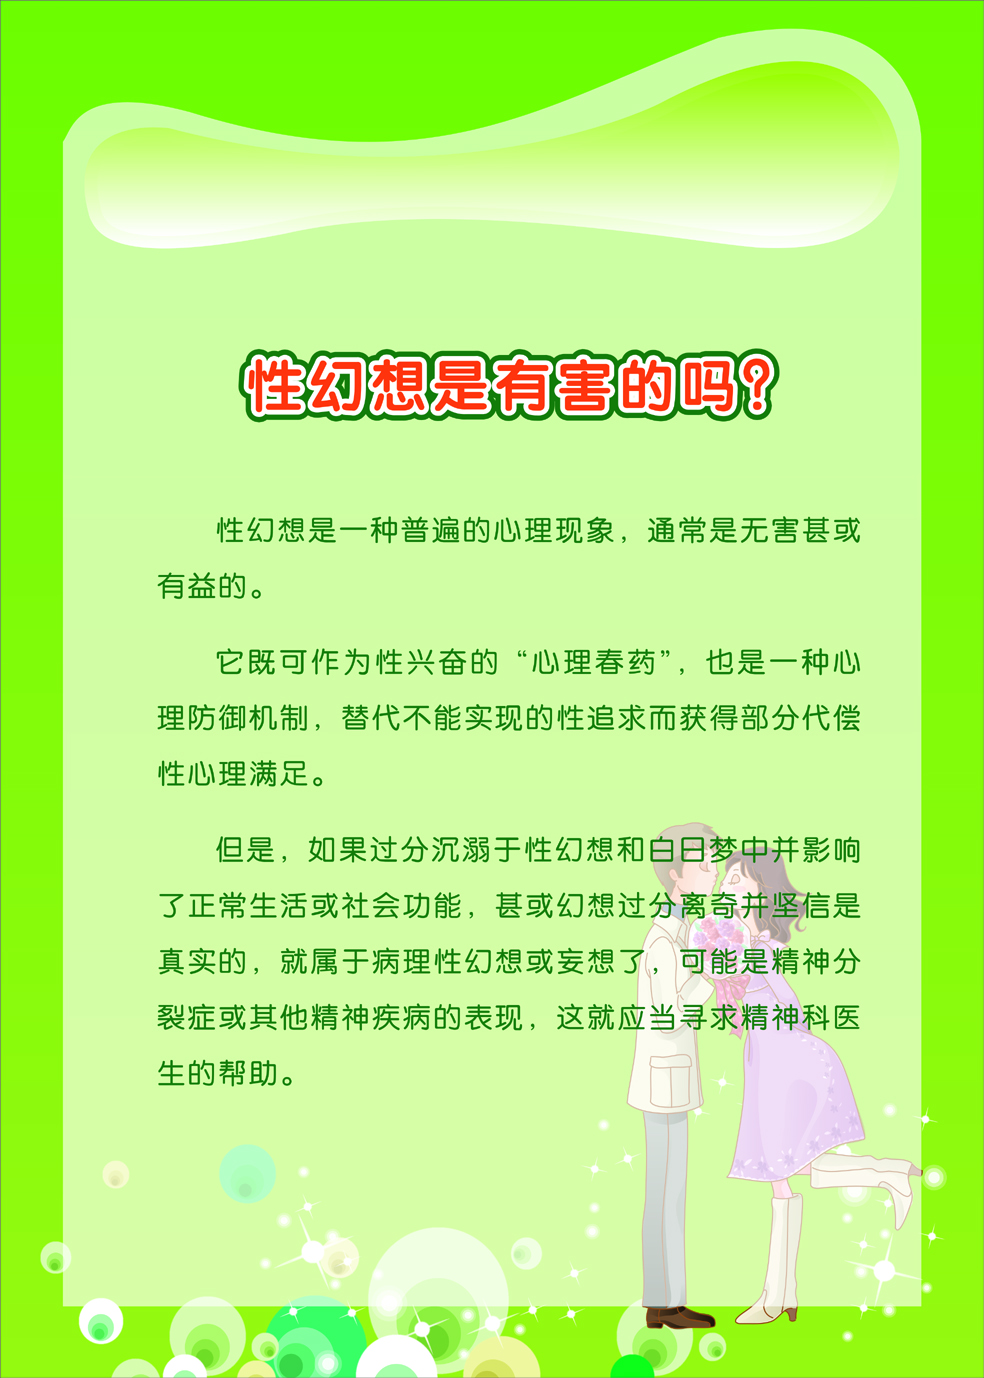 性幻想是有害的吗?
性幻想是一种普遍的心理现象，通常是无害甚或
有益的。
它既可作为性兴奋的“心理春药”，也是一种心
理防御机制，替代不能实现的性追求而获得部分代偿
性心理满足。
但是，如果过分沉溺于性幻想和白日梦中并影响
了正常生活或社会功能，甚或幻想过分离奇并坚信是
真实的，就属于病理性幻想或妄想了，可能是精神分
裂症或其他精神疾病的表现，这就应当寻求精神科医
生的帮助。